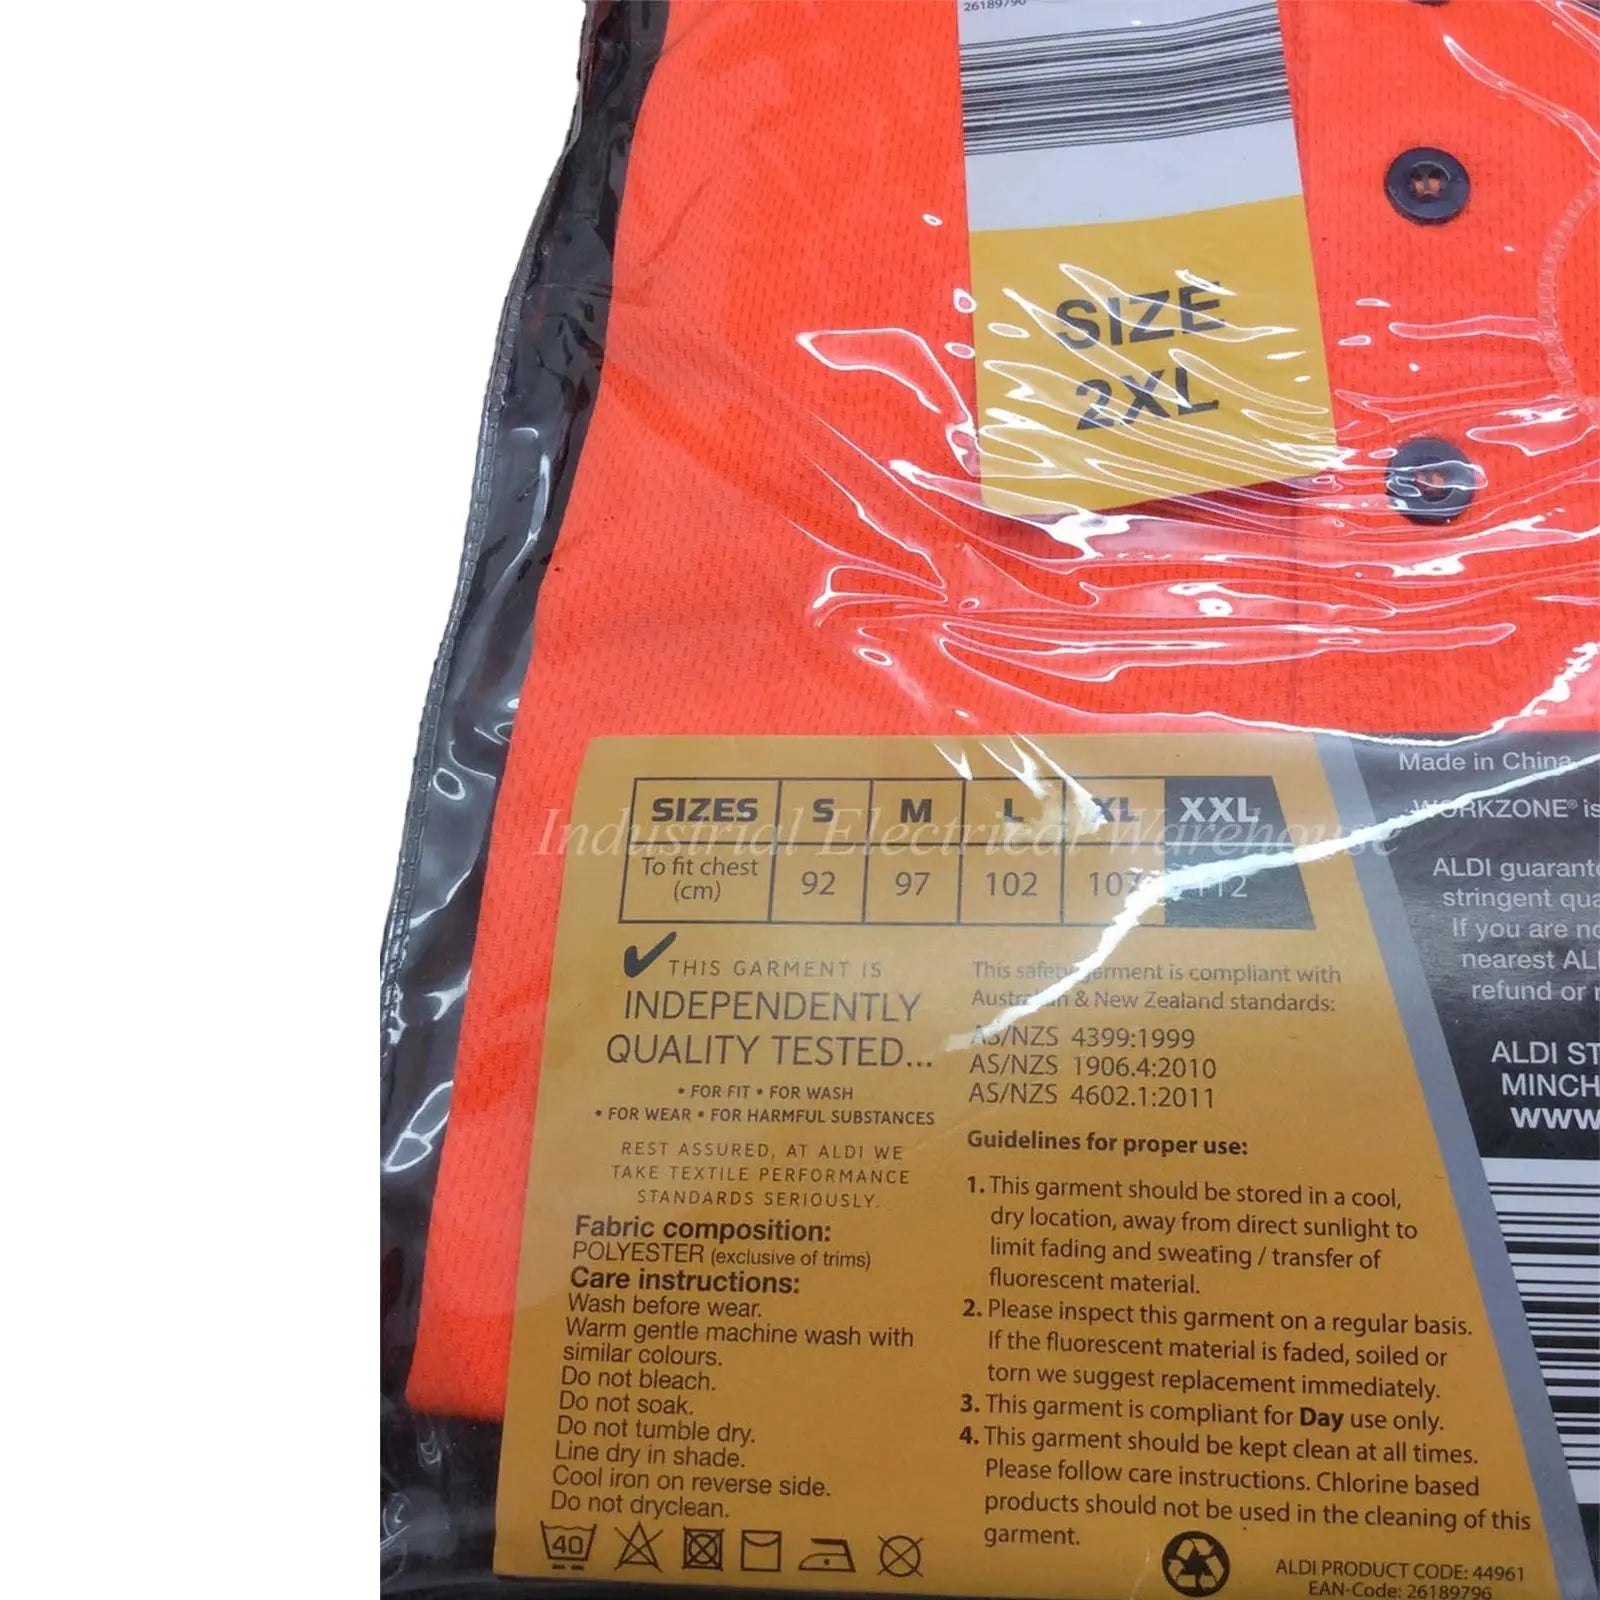 26189796
SIZE
2XL
SIZES S M L XL XXL
To fit chest
(cm) 92 97 102 107 112
Industrial Electrical Warehouse
THIS GARMENT IS
INDEPENDENTLY
QUALITY TESTED...
• FOR FIT • FOR WASH
• FOR WEAR • FOR HARMFUL SUBSTANCES
REST ASSURED, AT ALDI WE
TAKE TEXTILE PERFORMANCE
STANDARDS SERIOUSLY.
Fabric composition:
POLYESTER (exclusive of trims)
Care instructions:
Wash before wear.
Warm gentle machine wash with
similar colours.
Do not bleach.
Do not soak.
Do not tumble dry.
Line dry in shade.
Cool iron on reverse side.
Do not dryclean.
40
This safety garment is compliant with
Australian & New Zealand standards:
AS/NZS 4399:1999
AS/NZS 1906.4:2010
AS/NZS 4602.1:2011
Guidelines for proper use:
1. This garment should be stored in a cool,
dry location, away from direct sunlight to
limit fading and sweating / transfer of
fluorescent material.
2. Please inspect this garment on a regular basis.
If the fluorescent material is faded, soiled or
torn we suggest replacement immediately.
3. This garment is compliant for Day use only.
4. This garment should be kept clean at all times.
Please follow care instructions. Chlorine based
products should not be used in the cleaning of this
garment.
ALDI PRODUCT CODE: 44961
EAN-Code: 26189796
Made in China
WORKZONE® is
ALDI guarant
stringent qua
If you are no
nearest AL
refund or
ALDI ST
MINCH
www